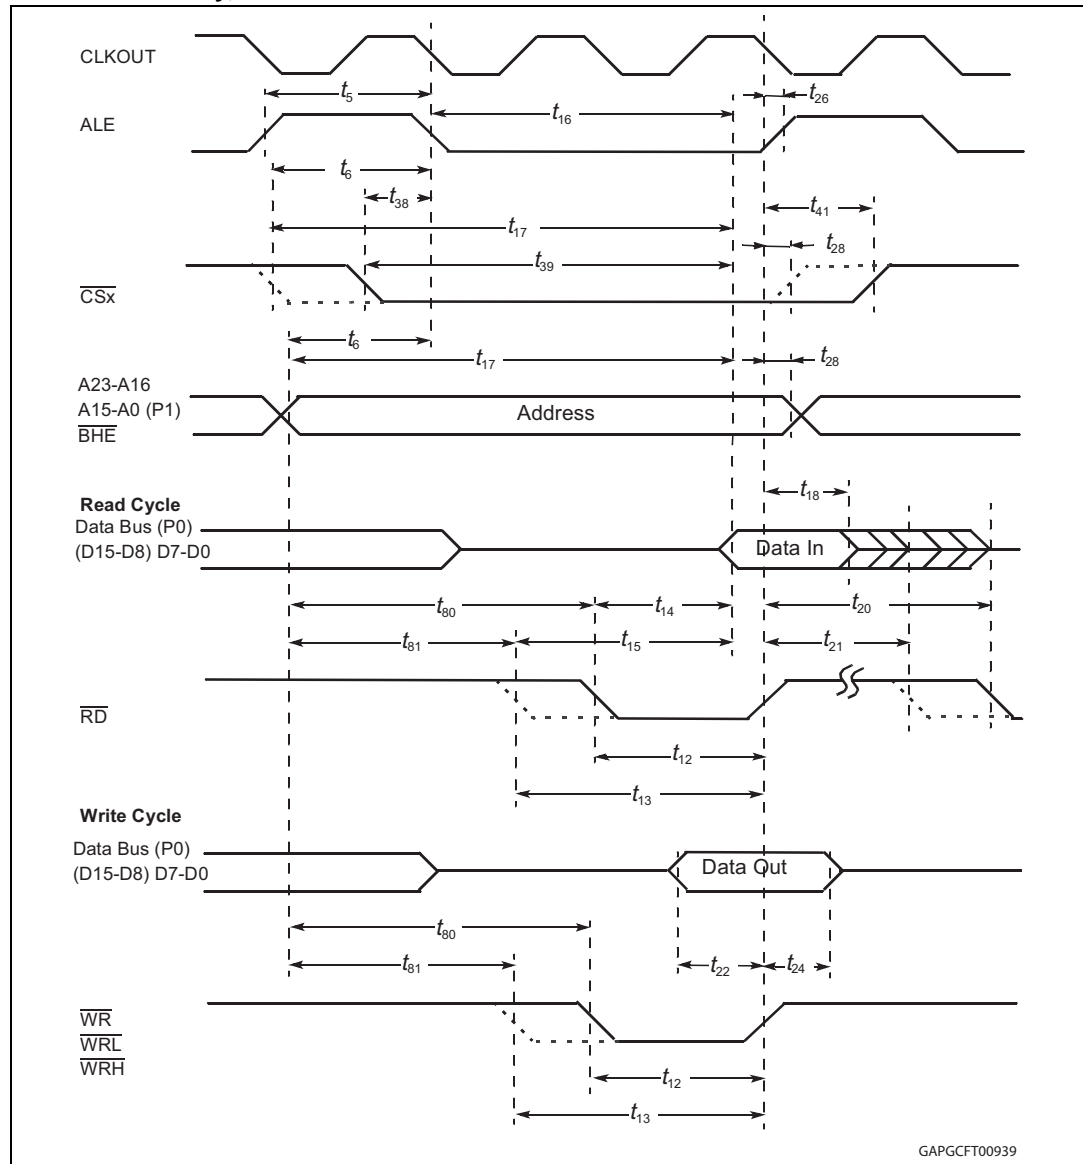 CLKOUT
t5
t26
t16
ALE
t6
t38
t41
t17
t28
t39
CSx
t6
t17
t28
A23-A16
A15-A0 (P1)
Address
BHE
t18
Read Cycle
Data Bus (P0)
(D15-D8) D7-D0
Data In
t80
t14
t20
t81
t15
t21
RD
t12
t13
Write Cycle
Data Bus (P0)
(D15-D8) D7-D0
Data Out
t80
t81
t22
t24
WR
WRL
WRH
t12
t13
GAPGCFT00939